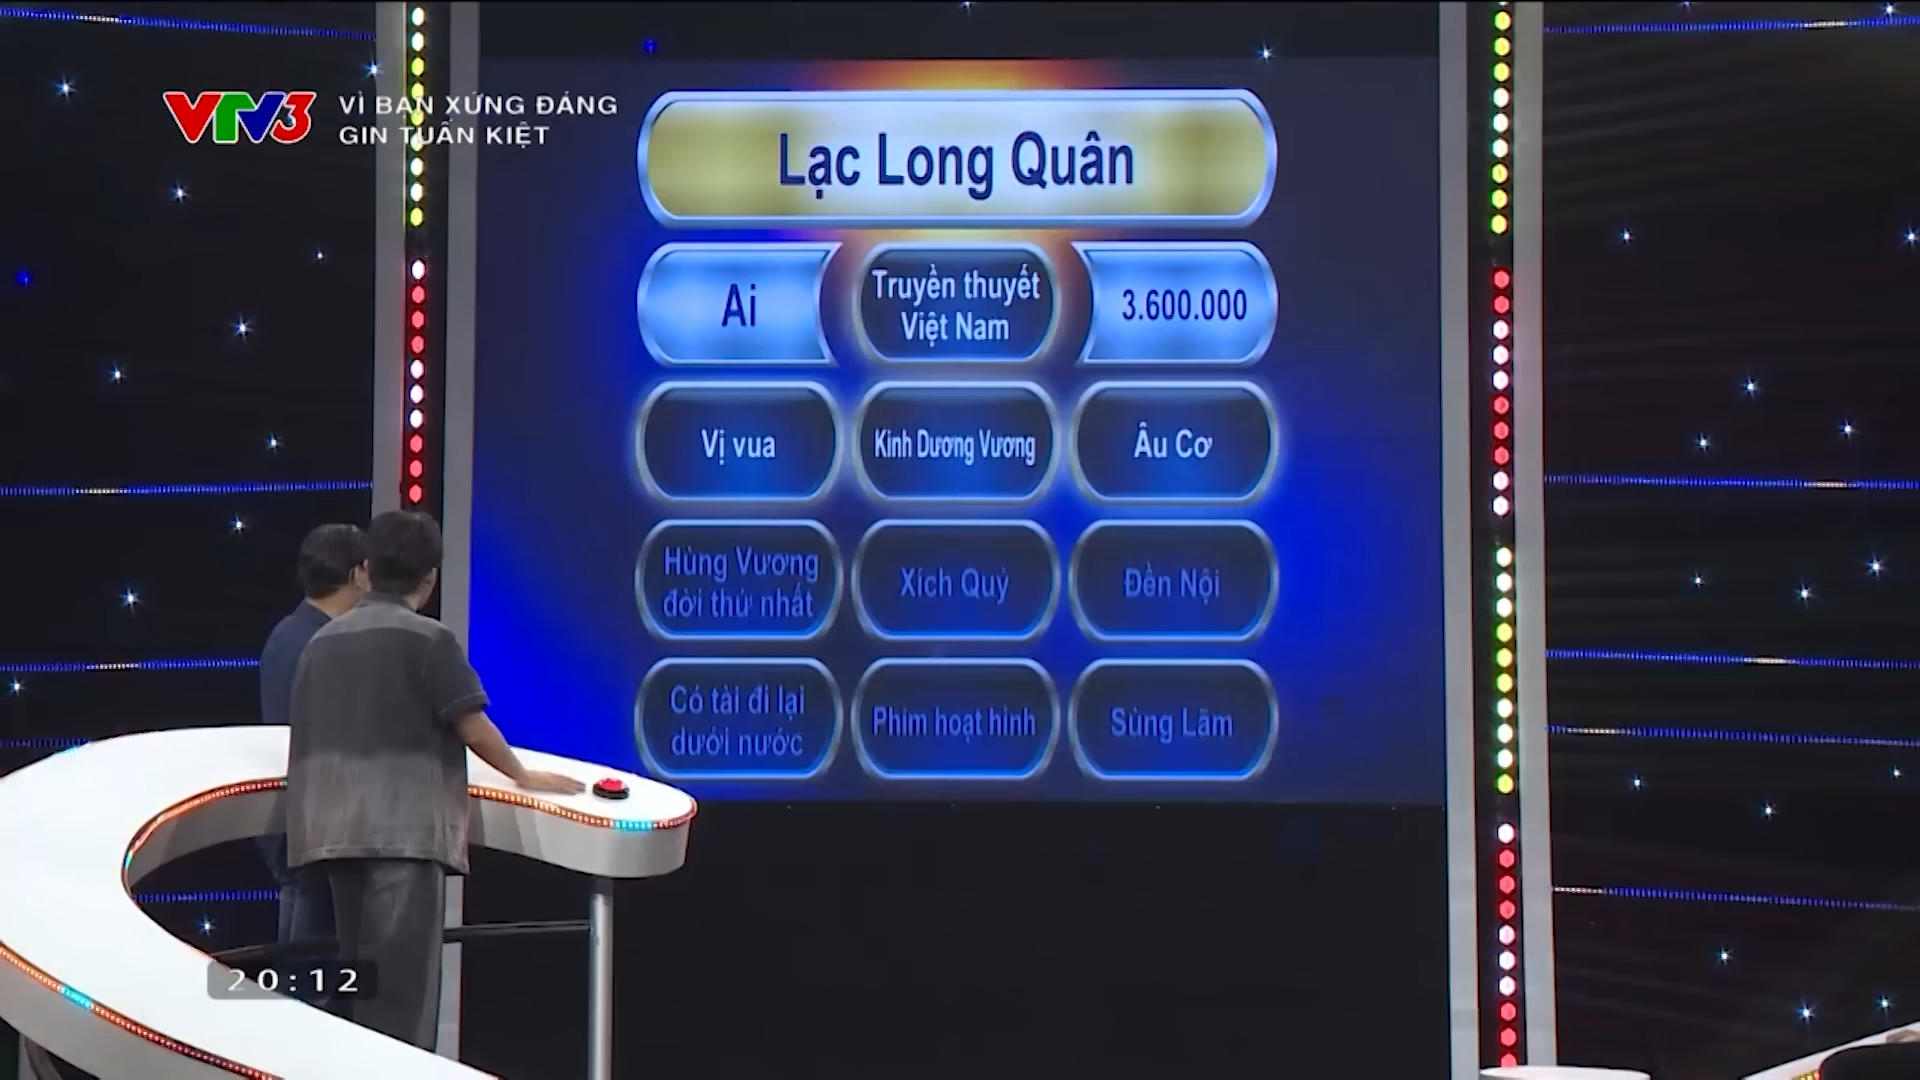 VTV3
VÌ BẠN XỨNG ĐÁNG
GIN TUẤN KIỆT
Lạc Long Quân
Ai
Truyền thuyết
Việt Nam
3.600.000
Vị vua
Kinh Dương Vương
Âu Cơ
Hùng Vương
đời thứ nhất
Xích Quỷ
Đền Nội
Có tài đi lại
dưới nước
Phim hoạt hình
Sùng Lãm
20:12